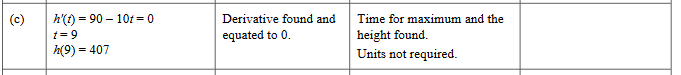 (c)
h'(t) = 90 – 10t = 0
t = 9
h(9) = 407
Derivative found and
equated to 0.
Time for maximum and the
height found.
Units not required.